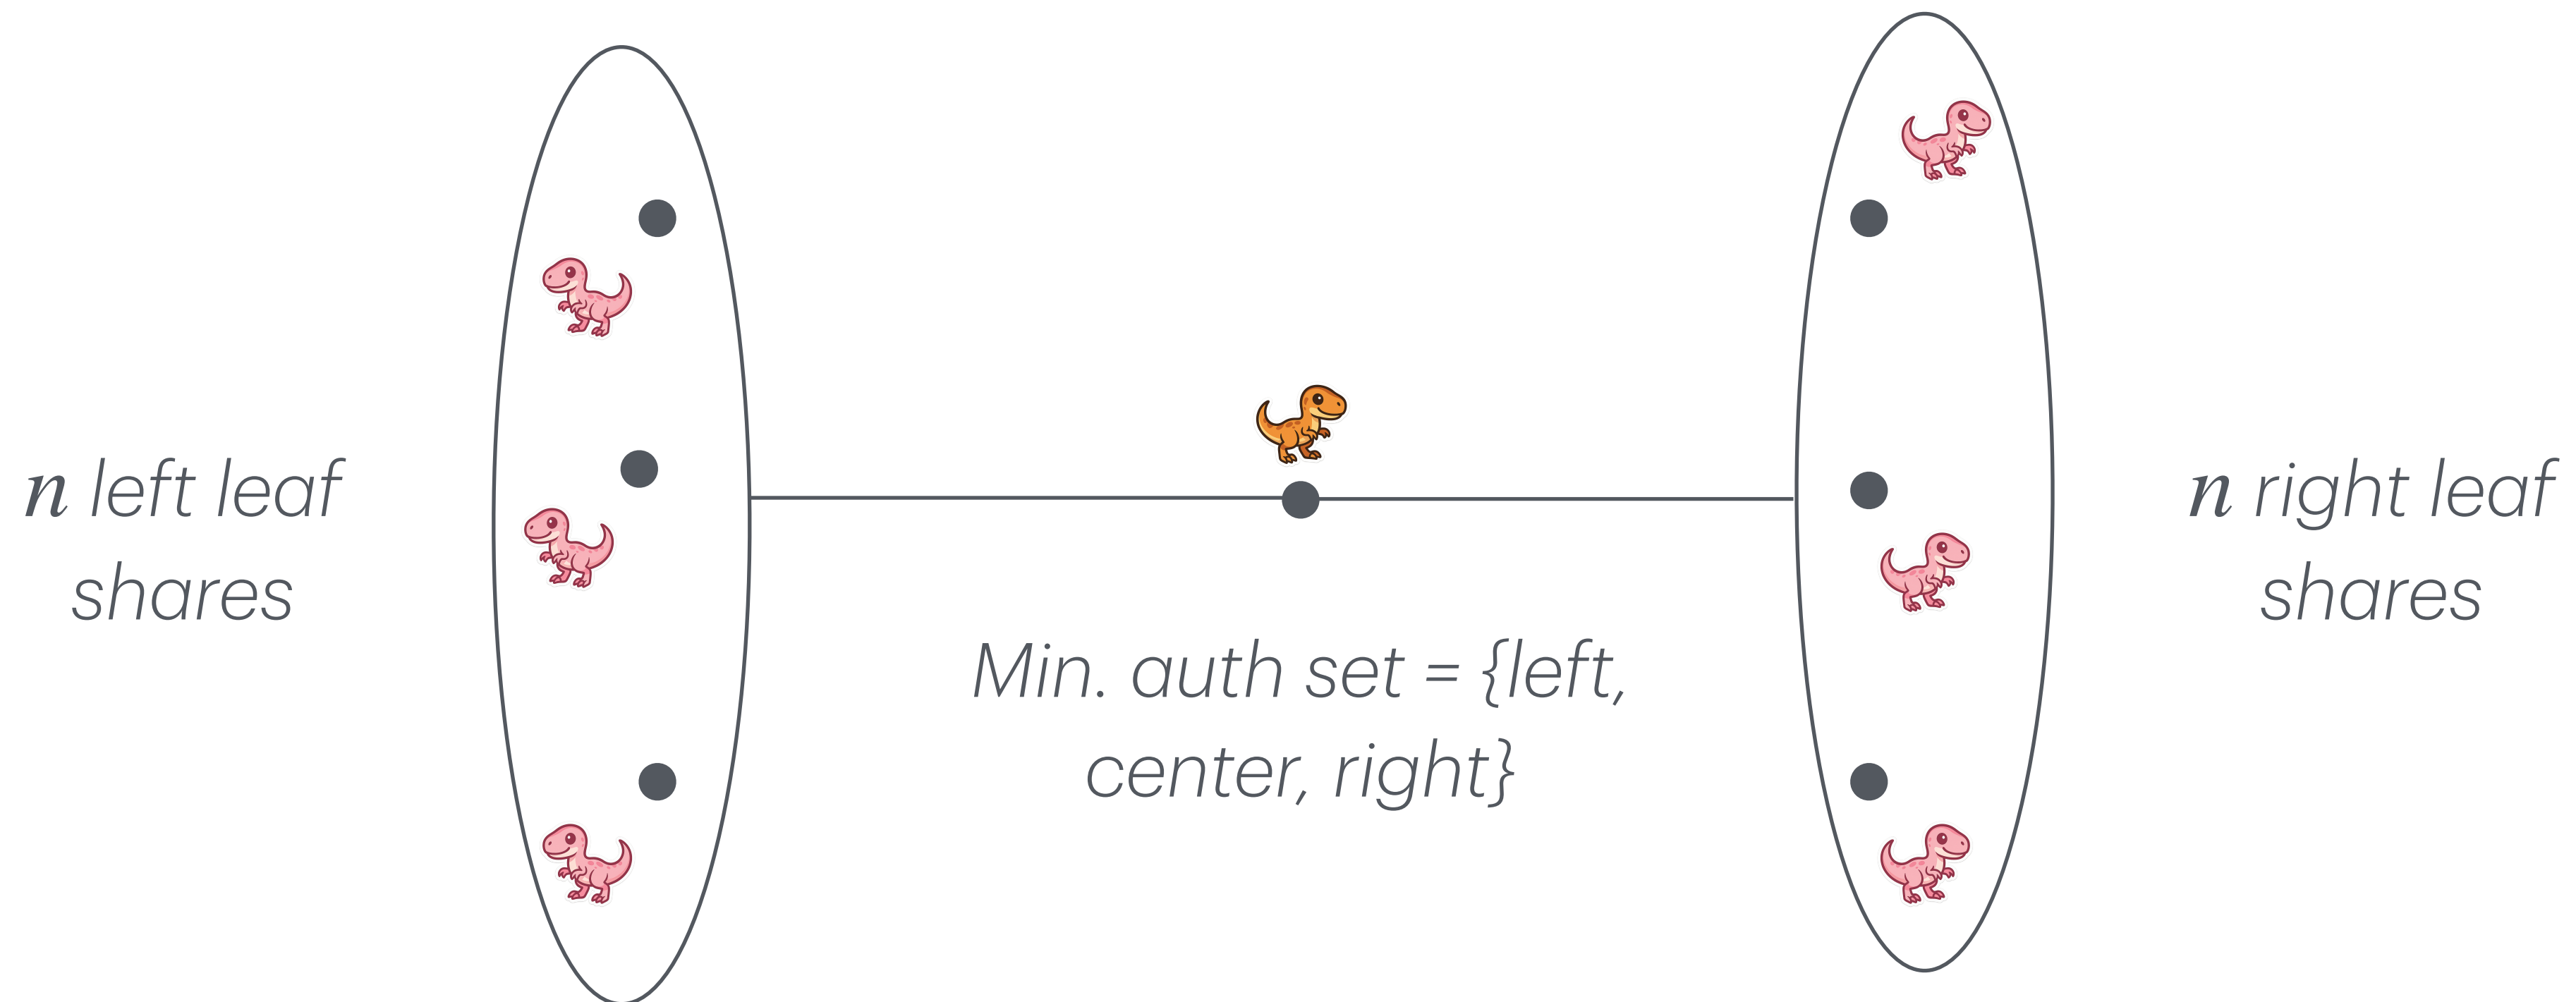 n left leaf
shares
Min. auth set = {left,
center, right}
n right leaf
shares